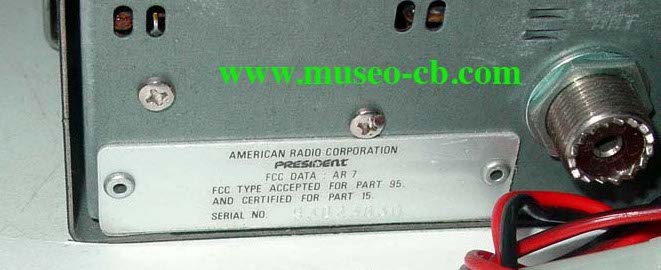 www.museo-cb.com
AMERICAN RADIO CORPORATION
PRESIDENT
FCC DATA : AR 7
FCC TYPE ACCEPTED FOR PART 95.
AND CERTIFIED FOR PART 15.
SERIAL NO.